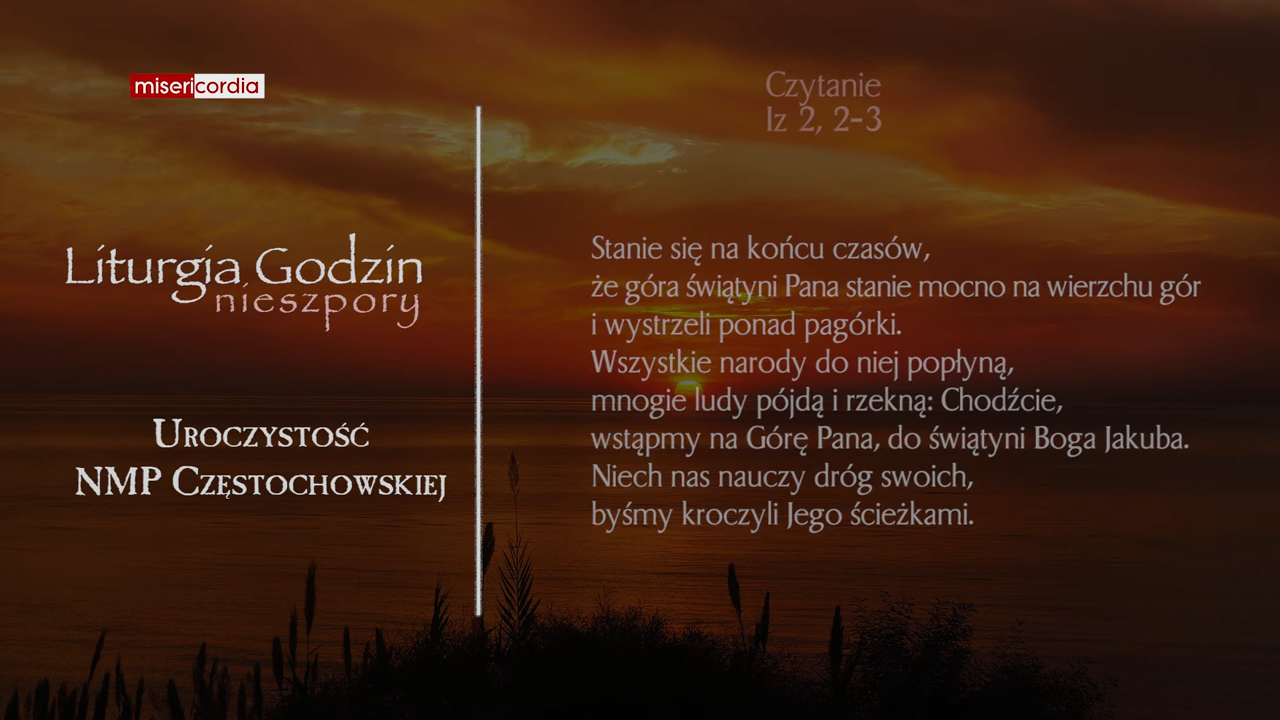 misericordia
Liturgia Godzin
nieszpory
Uroczystość
NMP Częstochowskiej
Czytanie
Iz 2, 2-3
Stanie się na końcu czasów,
że góra świątyni Pana stanie mocno na wierzchu gór
i wystrzeli ponad pagórki.
Wszystkie narody do niej popłyną,
mnogie ludy pójdą i rzekną: Chodźcie,
wstąpmy na Górę Pana, do świątyni Boga Jakuba.
Niech nas nauczy dróg swoich,
byśmy kroczyli Jego ścieżkami.